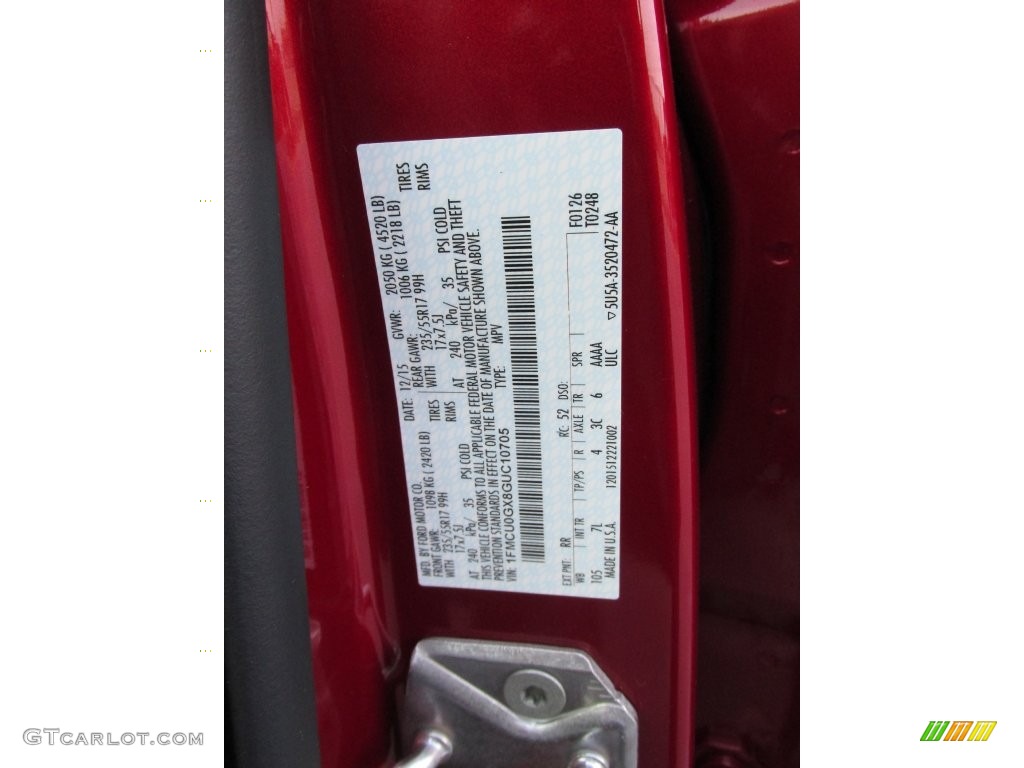 MFD. BY FORD MOTOR CO. DATE: 12/15 GVWR: 2050 KG ( 4520 LB)
FRONT GAWR: 1098 KG ( 2420 LB) REAR GAWR: 1006 KG ( 2218 LB)
WITH 235/55R17 99H TIRES WITH 235/55R17 99H TIRES
17x7.5J RIMS 17x7.5J RIMS
AT 240 kPa/ 35 PSI COLD AT 240 kPa/ 35 PSI COLD
THIS VEHICLE CONFORMS TO ALL APPLICABLE FEDERAL MOTOR VEHICLE SAFETY AND THEFT
PREVENTION STANDARDS IN EFFECT ON THE DATE OF MANUFACTURE SHOWN ABOVE.
VIN: 1FMCU0GX8GUC10705 TYPE: MPV
F0126
T0248
EXT PNT: RR RC: 52 DSO:
WB INT TR TP/PS R AXLE TR SPR
105 7L 4 3C 6 AAAA
MADE IN U.S.A. 1201512221002 ULC
▽5U5A-3520472-AA
GTCARLOT.COM